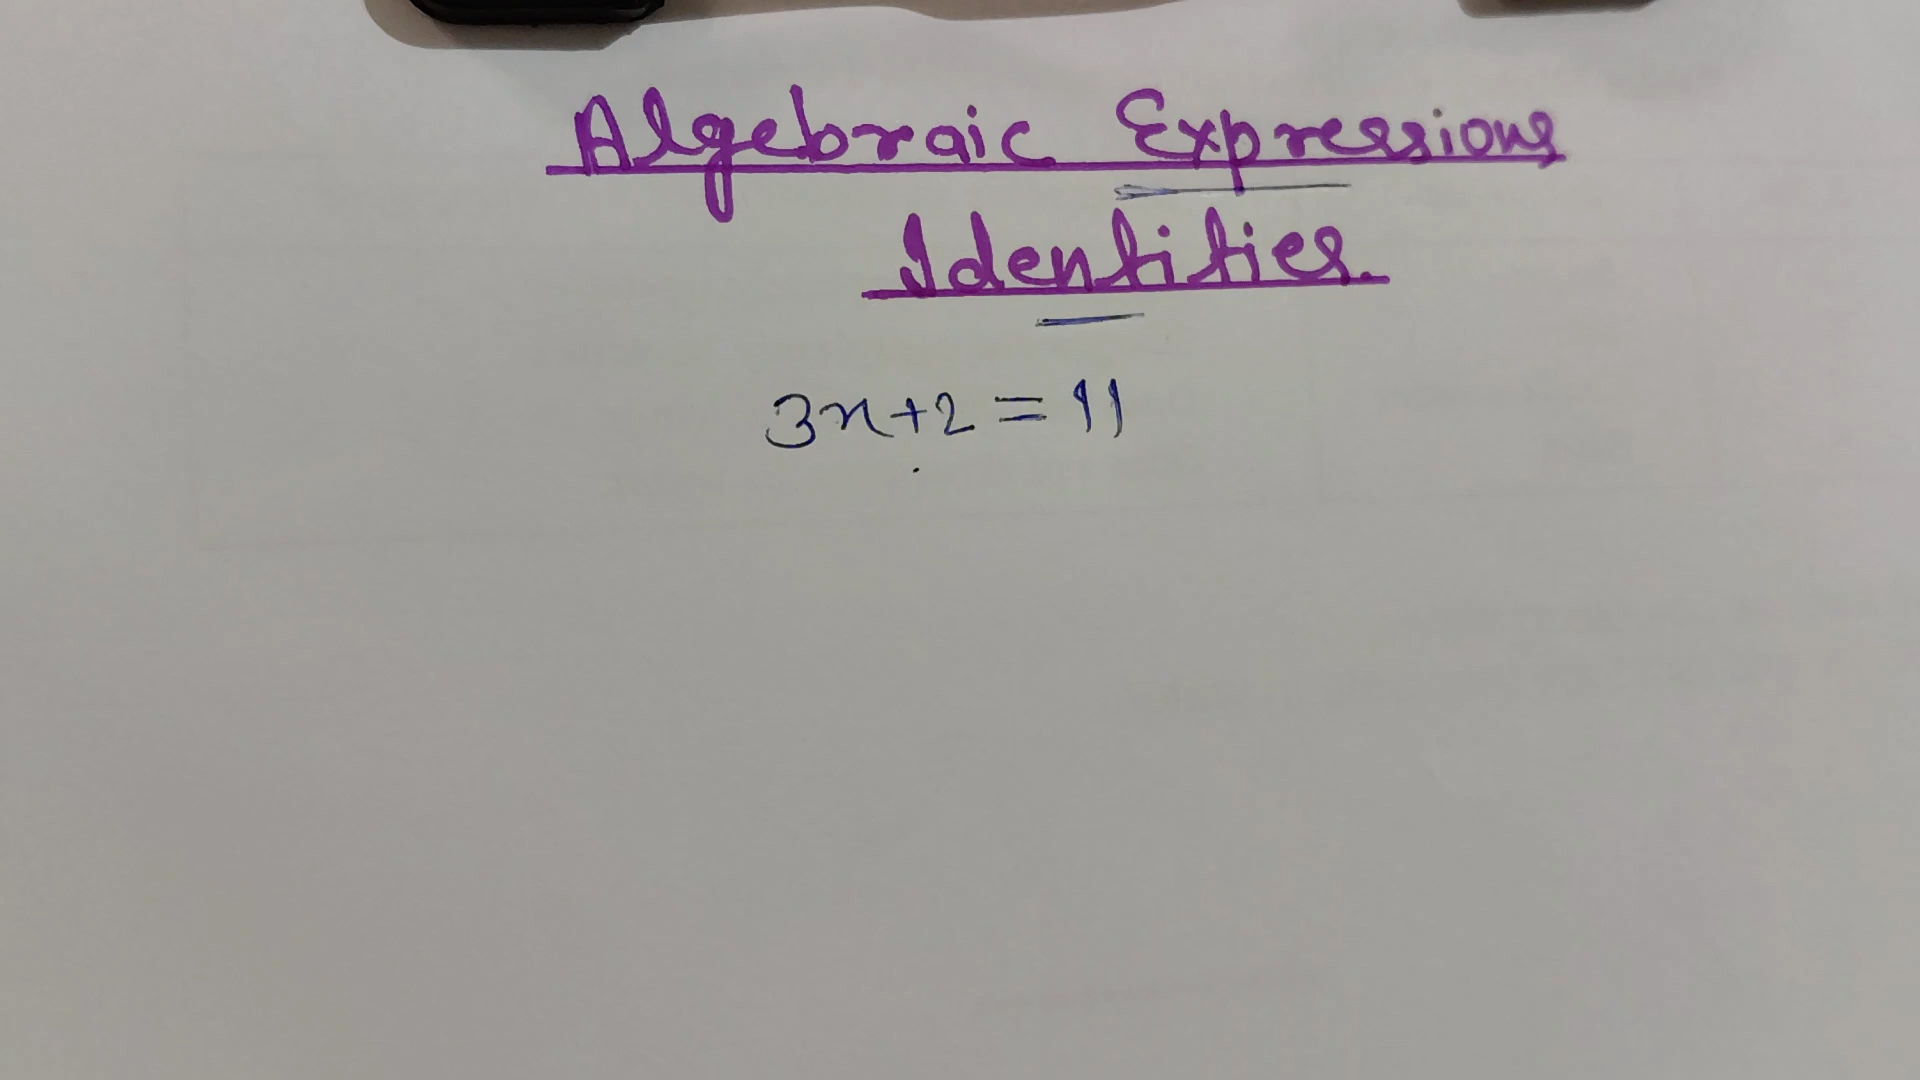 Algebraic Expressions
Identities.
3x+2 = 11